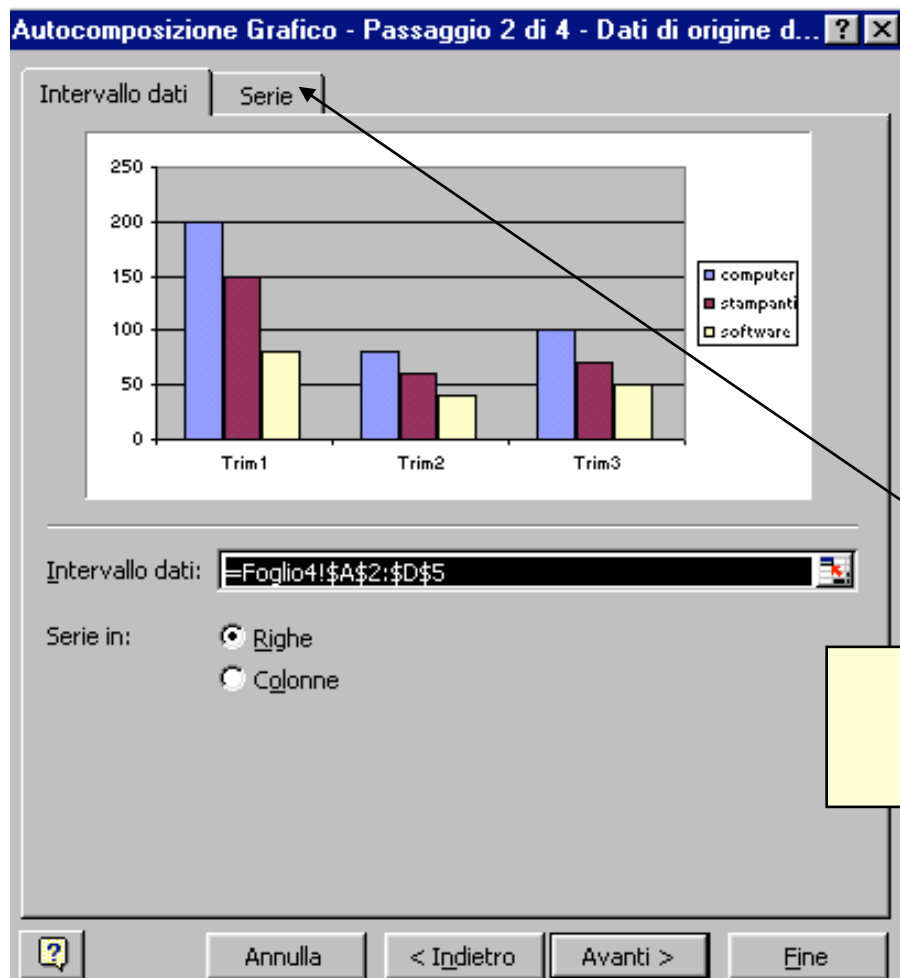 Autocomposizione Grafico - Passaggio 2 di 4 - Dati di origine d...
Intervallo dati
Serie
250
200
150
100
50
0
Trim1
Trim2
Trim3
computer
stampanti
software
Intervallo dati:
=Foglio4!$A$2:$D$5
Serie in:
Righe
Colonne
Annulla
< Indietro
Avanti >
Fine